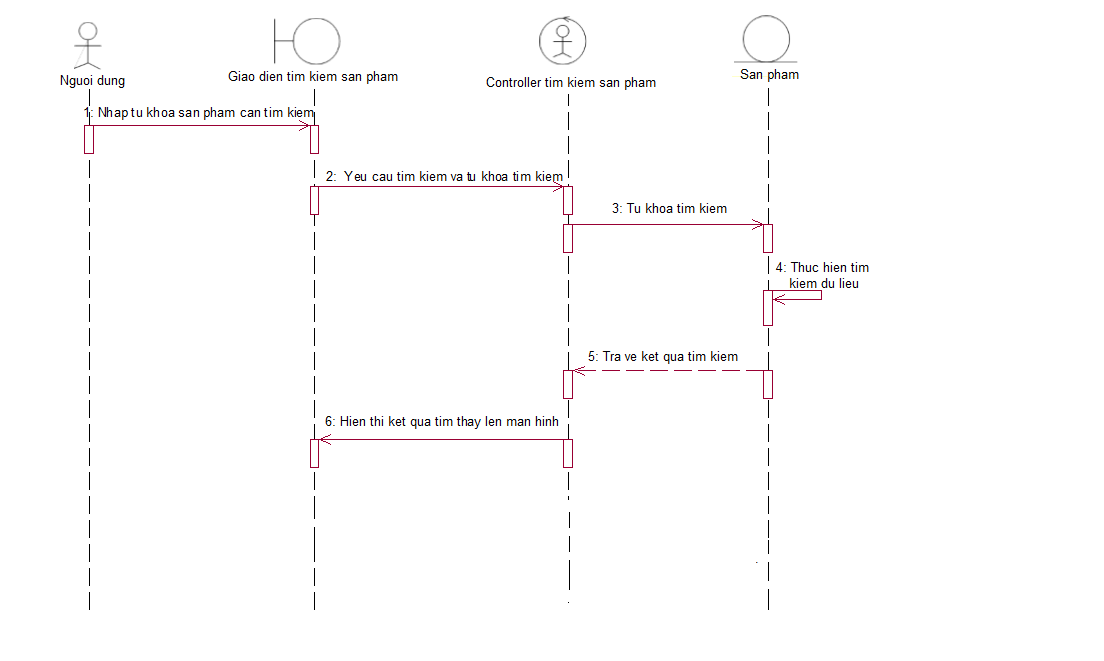 Nguoi dung
Giao dien tim kiem san pham
Controller tim kiem san pham
San pham
1: Nhap tu khoa san pham can tim kiem
2: Yeu cau tim kiem va tu khoa tim kiem
3: Tu khoa tim kiem
4: Thuc hien tim
kiem du lieu
5: Tra ve ket qua tim kiem
6: Hien thi ket qua tim thay len man hinh